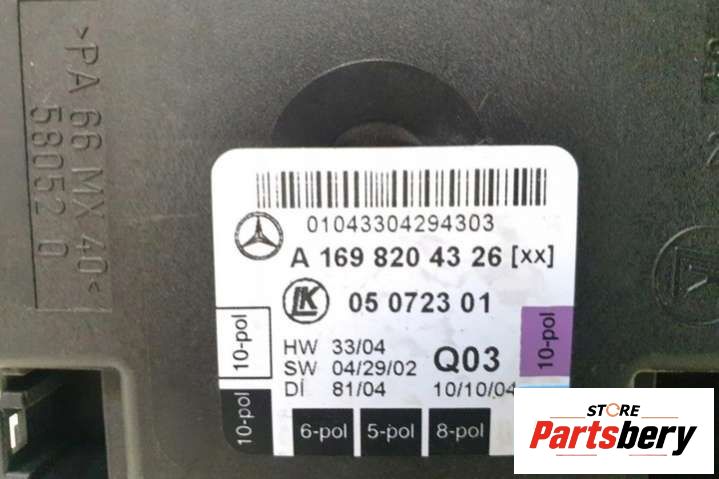 >PA 66 MX 40<
58052 0
01043304294303
A 169 820 43 26 [xx]
LK
05 0723 01
HW 33/04
SW 04/29/02
Dİ 81/04
Q03
10/10/04
10-pol
10-pol
10-pol
6-pol
5-pol
8-pol
STORE
Partsbery